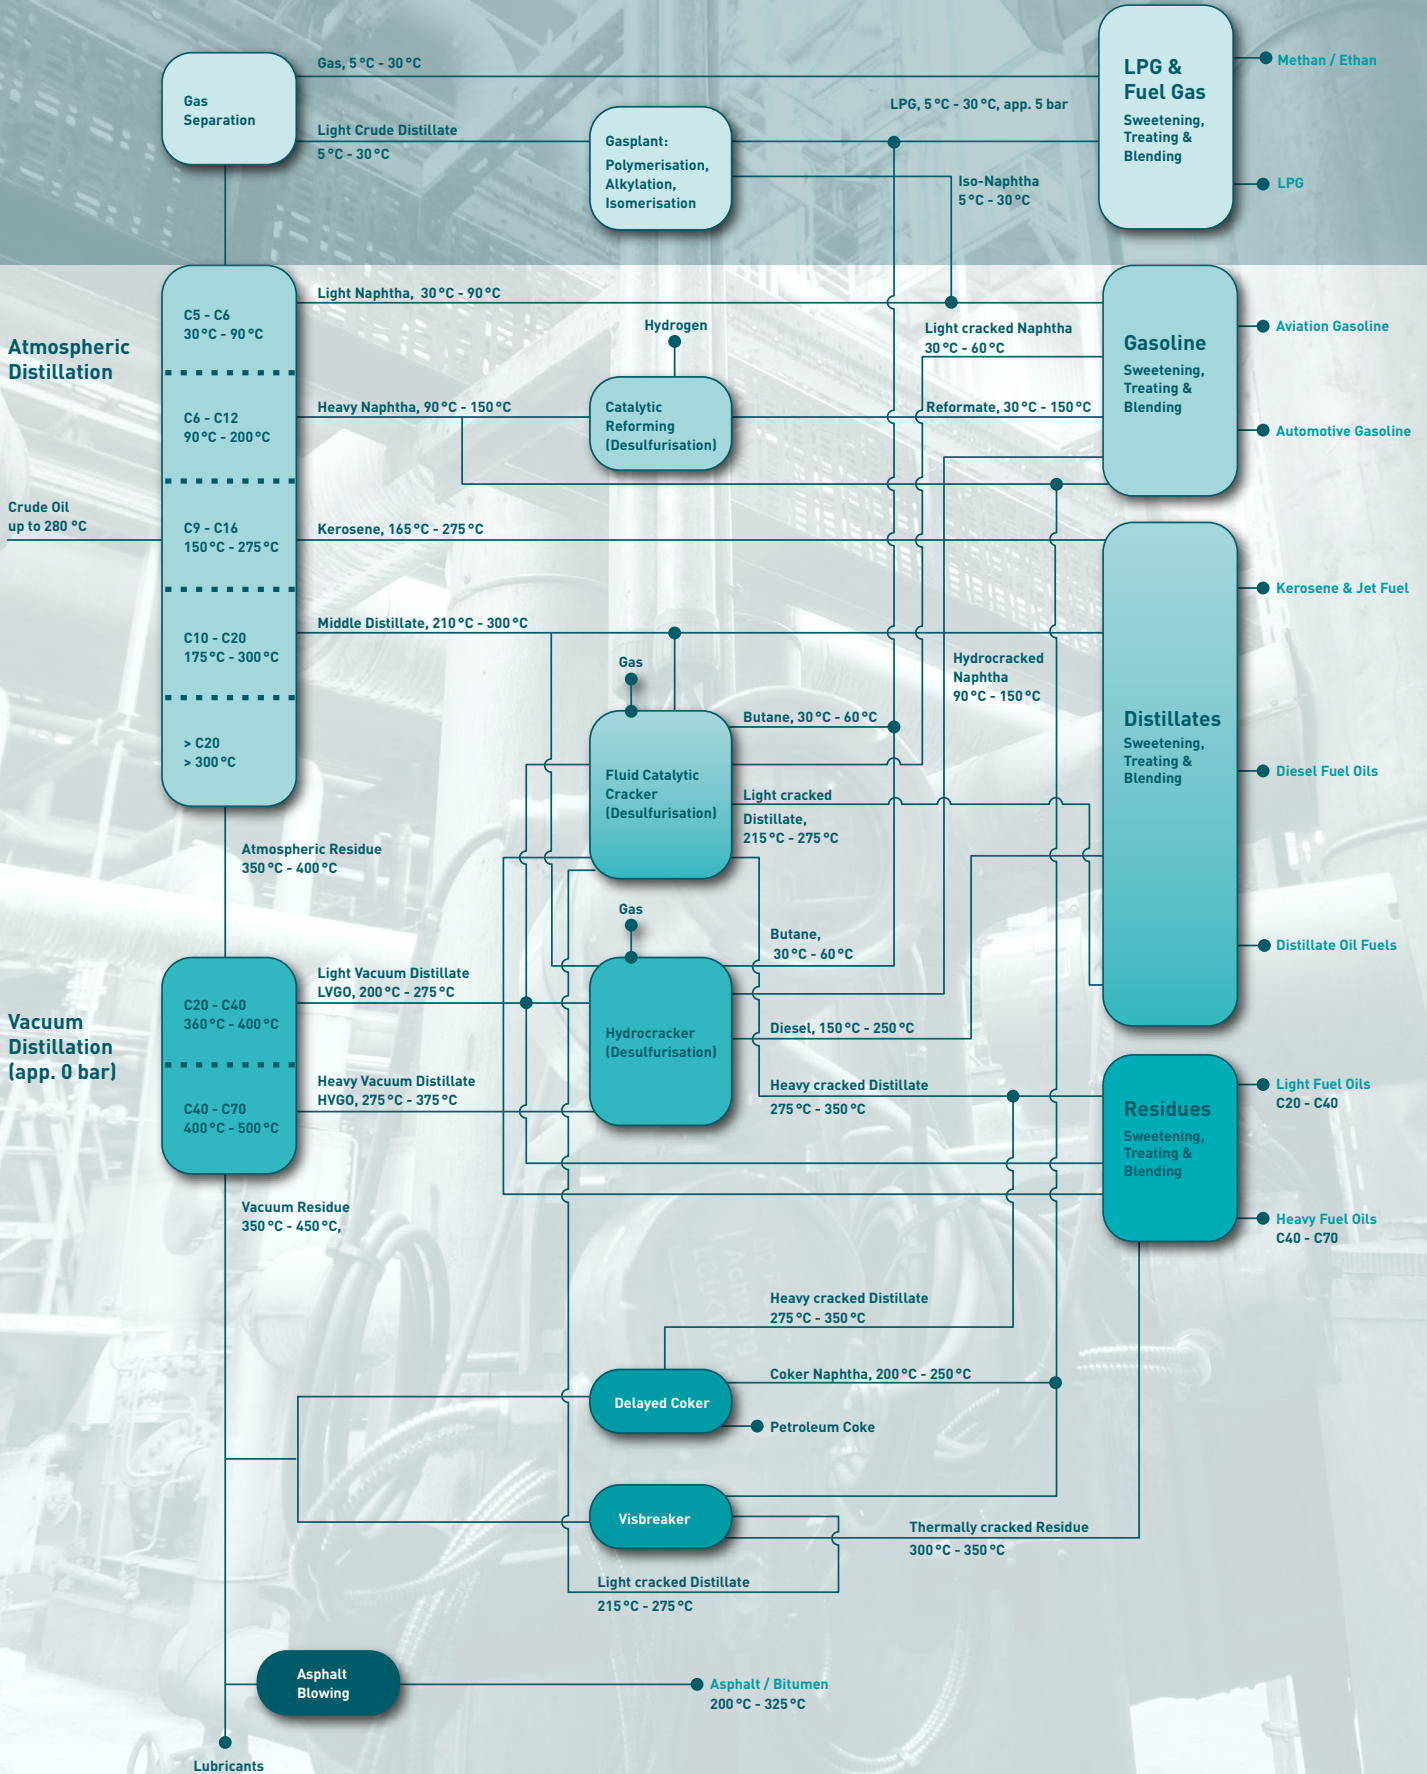 Gas, 5 °C - 30 °C
Gas
Separation
Light Crude Distillate
5 °C - 30 °C
Gasplant:
Polymerisation,
Alkylation,
Isomerisation
LPG, 5 °C - 30 °C, app. 5 bar
Iso-Naphtha
5 °C - 30 °C
LPG &
Fuel Gas
Sweetening,
Treating &
Blending
Methan / Ethan
LPG
Atmospheric
Distillation
C5 - C6
30 °C - 90 °C
C6 - C12
90 °C - 200 °C
C9 - C16
150 °C - 275 °C
C10 - C20
175 °C - 300 °C
> C20
> 300 °C
Crude Oil
up to 280 °C
Light Naphtha,  30 °C - 90 °C
Hydrogen
Heavy Naphtha, 90 °C - 150 °C
Catalytic
Reforming
(Desulfurisation)
Light cracked Naphtha
30 °C - 60 °C
Reformate, 30 °C - 150 °C
Gasoline
Sweetening,
Treating &
Blending
Aviation Gasoline
Automotive Gasoline
Kerosene, 165 °C - 275 °C
Middle Distillate, 210 °C - 300 °C
Gas
Hydrocracked
Naphtha
90 °C - 150 °C
Butane, 30 °C - 60 °C
Fluid Catalytic
Cracker
(Desulfurisation)
Light cracked
Distillate,
215 °C - 275 °C
Distillates
Sweetening,
Treating &
Blending
Kerosene & Jet Fuel
Diesel Fuel Oils
Distillate Oil Fuels
Atmospheric Residue
350 °C - 400 °C
Gas
Butane,
30 °C - 60 °C
Vacuum
Distillation
(app. 0 bar)
C20 - C40
360 °C - 400 °C
C40 - C70
400 °C - 500 °C
Light Vacuum Distillate
LVGO, 200 °C - 275 °C
Heavy Vacuum Distillate
HVGO, 275 °C - 375 °C
Hydrocracker
(Desulfurisation)
Diesel, 150 °C - 250 °C
Heavy cracked Distillate
275 °C - 350 °C
Residues
Sweetening,
Treating &
Blending
Light Fuel Oils
C20 - C40
Heavy Fuel Oils
C40 - C70
Vacuum Residue
350 °C - 450 °C,
Heavy cracked Distillate
275 °C - 350 °C
Coker Naphtha, 200 °C - 250 °C
Delayed Coker
Petroleum Coke
Visbreaker
Thermally cracked Residue
300 °C - 350 °C
Light cracked Distillate
215 °C - 275 °C
Asphalt
Blowing
Asphalt / Bitumen
200 °C - 325 °C
Lubricants